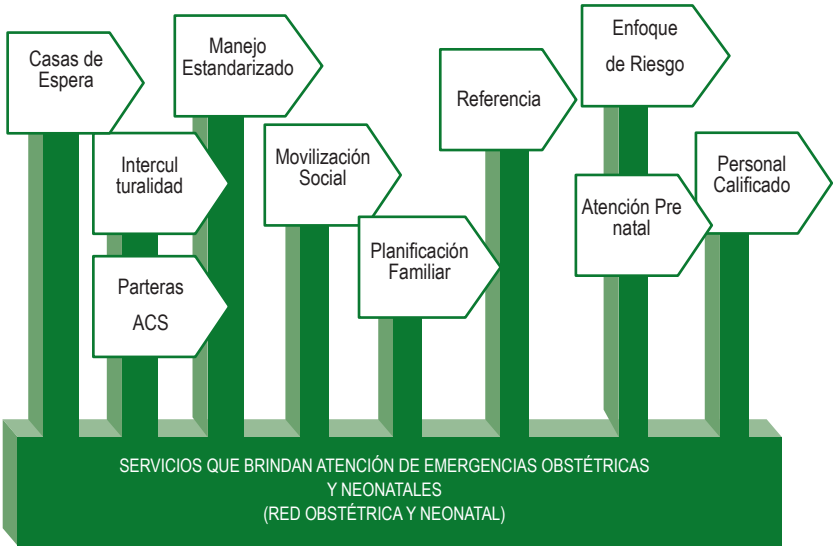 Casas de
Espera
Manejo
Estandarizado
Enfoque
de Riesgo
Referencia
Intercul
turalidad
Movilización
Social
Personal
Calificado
Atención Pre
natal
Planificación
Familiar
Parteras
ACS
SERVICIOS QUE BRINDAN ATENCIÓN DE EMERGENCIAS OBSTÉTRICAS
Y NEONATALES
(RED OBSTÉTRICA Y NEONATAL)